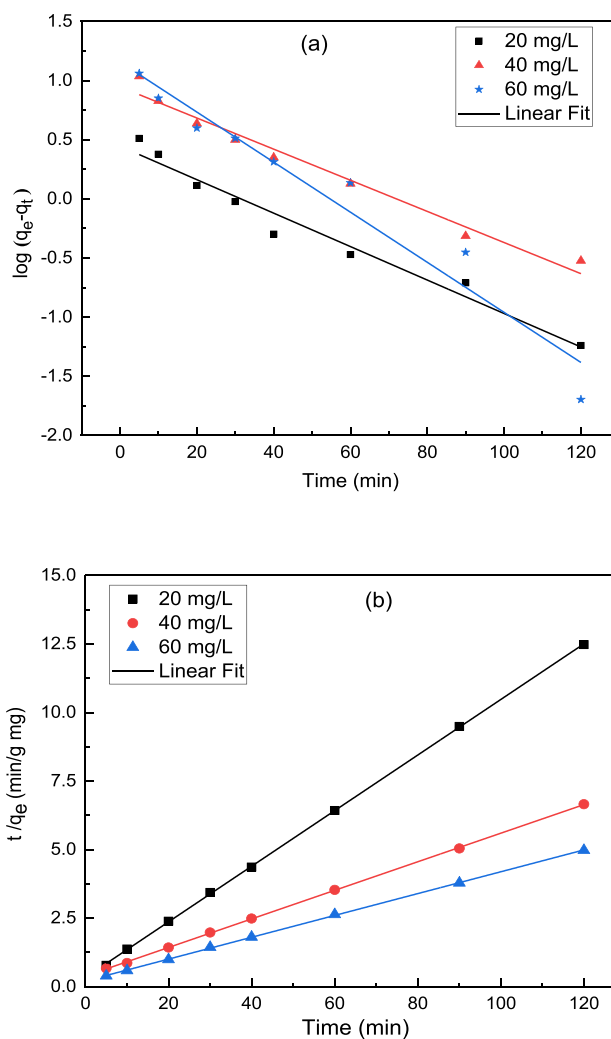 (a)
20 mg/L
40 mg/L
60 mg/L
Linear Fit
log (qe-qt)
1.5
1.0
0.5
0.0
-0.5
-1.0
-1.5
-2.0
0 20 40 60 80 100 120
Time (min)
(b)
20 mg/L
40 mg/L
60 mg/L
Linear Fit
t /qe (min/g mg)
15.0
12.5
10.0
7.5
5.0
2.5
0.0
0 20 40 60 80 100 120
Time (min)